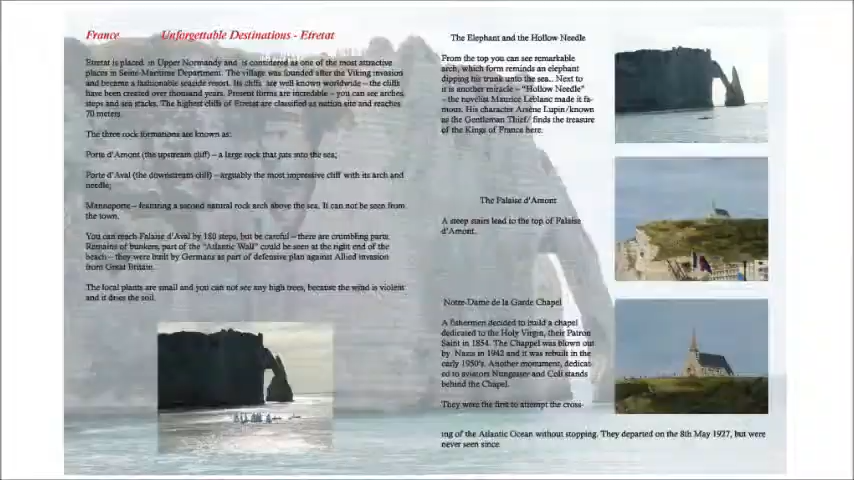 France Unforgettable Destinations - Etretat
Etretat is placed in Upper Normandy and is considered as one of the most attractive
places in Seine-Maritime Department. The village was founded after the Viking invasion
and became a fashionable seaside resort. Its cliffs are well known worldwide – the cliffs
have been created over thousand years. Present forms are incredible – you can see arches,
steps and sea stacks. The highest cliffs of Etretat are classified as nation site and reaches
70 meters.
The three rock formations are known as:
Porte d'Amont (the upstream cliff) – a large rock that juts into the sea;
Porte d'Aval (the downstream cliff) – arguably the most impressive cliff with its arch and
needle;
Manneporte – featuring a second natural rock arch above the sea. It can not be seen from
the town.
You can reach Falaise d'Aval by 180 steps, but be careful – there are crumbling parts.
Remains of bunkers, part of the "Atlantic Wall" could be seen at the right end of the
beach – they were built by Germans as part of defensive plan against Allied invasion
from Great Britain.
The local plants are small and you can not see any high trees, because the wind is violent
and it dries the soil.
The Elephant and the Hollow Needle
From the top you can see remarkable
arch, which form reminds an elephant
dipping his trunk unto the sea... Next to
it is another miracle – "Hollow Needle"
– the novelist Maurice Leblanc made it fa-
mous. His character Arsène Lupin /known
as the Gentleman Thief/ finds the treasure
of the Kings of France here.
The Falaise d'Amont
A steep stairs lead to the top of Falaise
d'Amont.
Notre-Dame de la Garde Chapel
A fishermen decided to build a chapel
dedicated to the Holy Virgin, their Patron
Saint in 1854. The Chappel was blown out
by Nazis in 1942 and it was rebuilt in the
early 1950's. Another monument, dedicat-
ed to aviators Nungesser and Coli stands
behind the Chapel.
They were the first to attempt the cross-
ing of the Atlantic Ocean without stopping. They departed on the 8th May 1927, but were
never seen since.